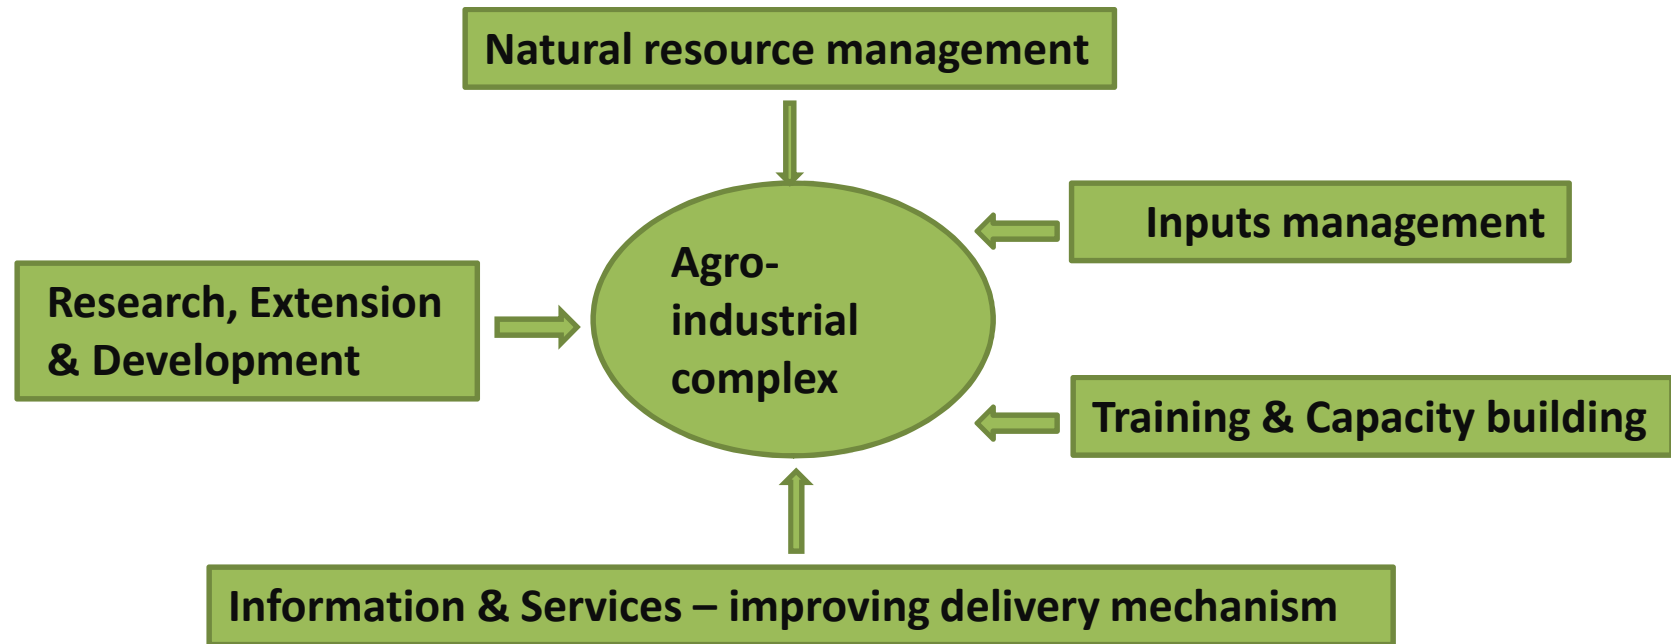 Natural resource management
Inputs management
Agro-
industrial
complex
Research, Extension
& Development
Training & Capacity building
Information & Services – improving delivery mechanism